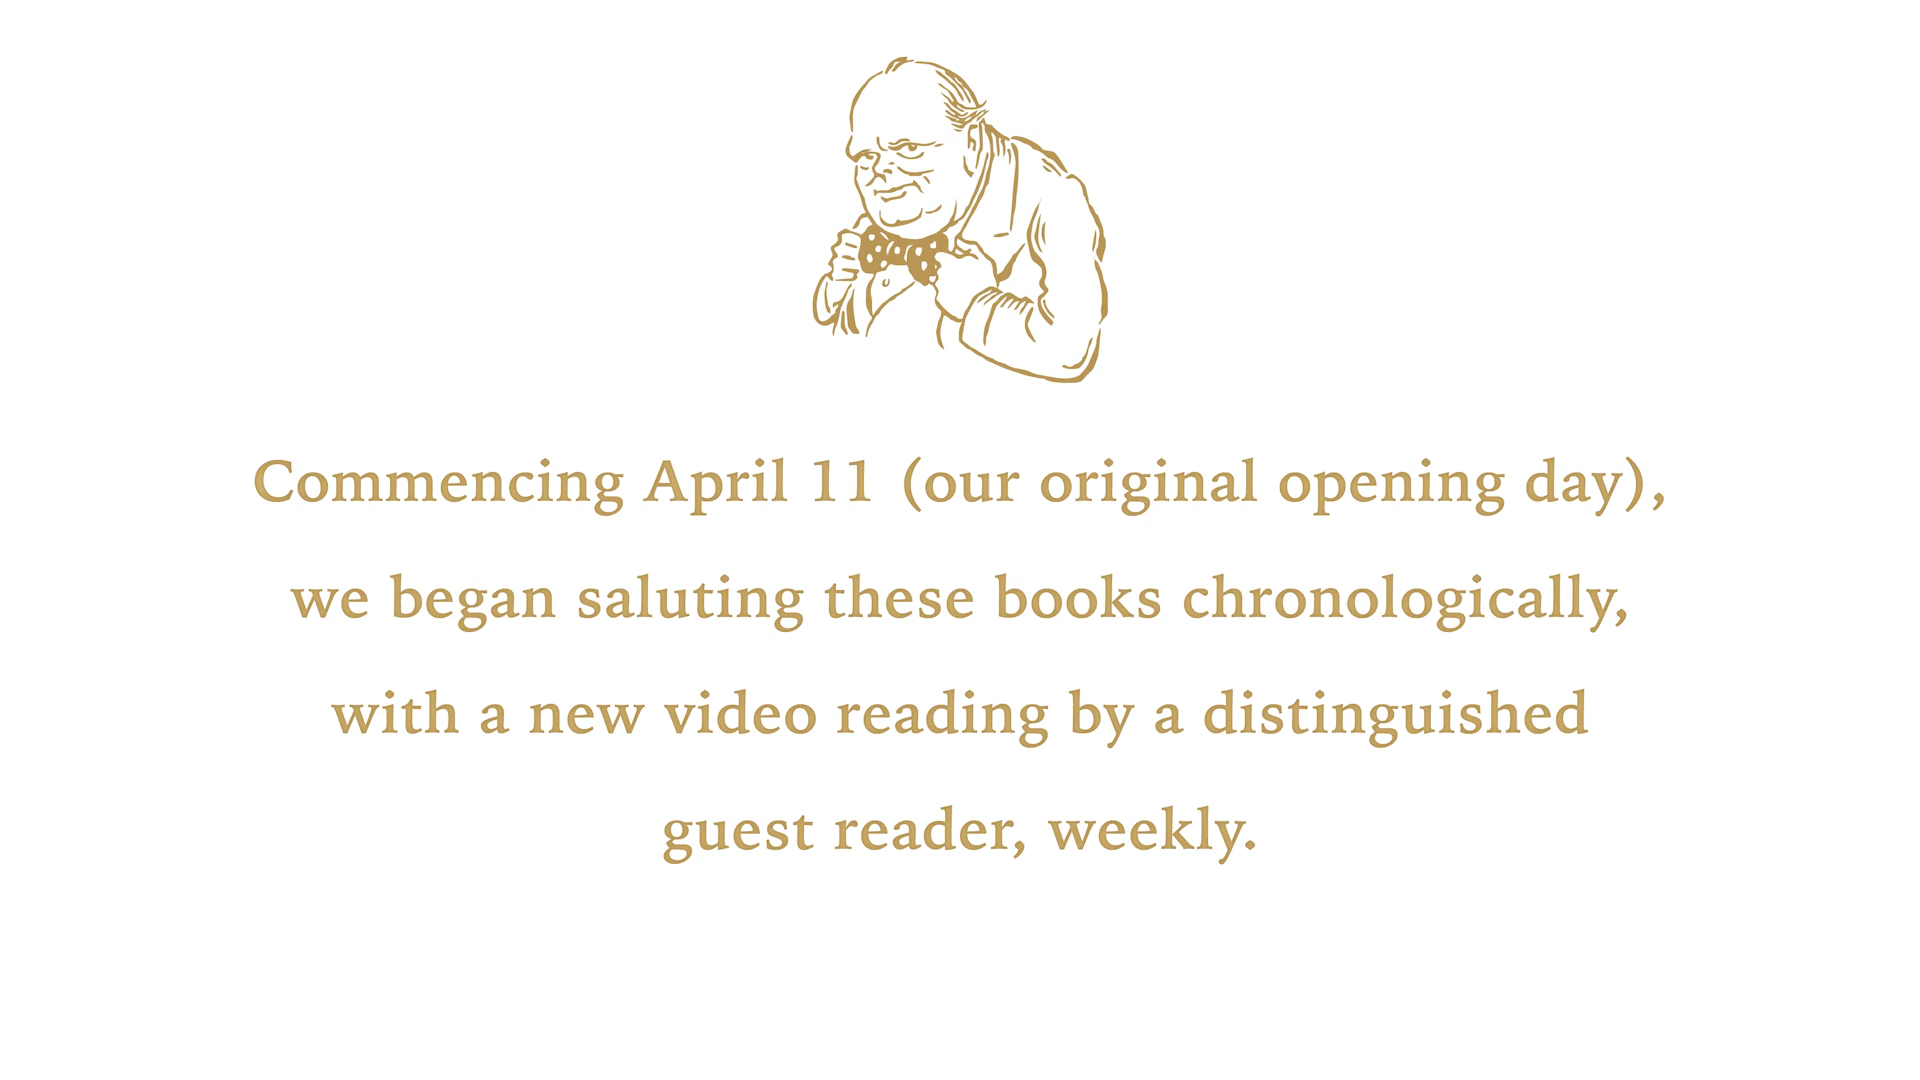 Commencing April 11 (our original opening day),
we began saluting these books chronologically,
with a new video reading by a distinguished
guest reader, weekly.